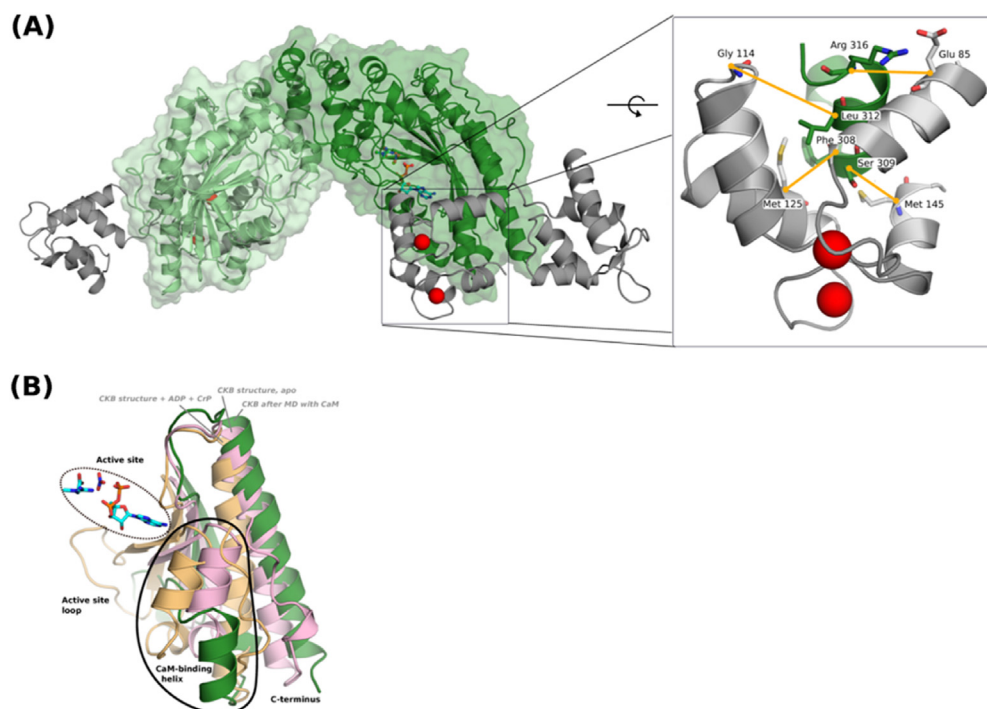 (A)
Gly 114
Arg 316
Glu 85
Leu 312
Phe 308
Ser 309
Met 125
Met 145
(B)
CKB structure, apo
CKB structure + ADP + CrP
CKB after MD with CaM
Active site
Active site
loop
CaM-binding
helix
C-terminus